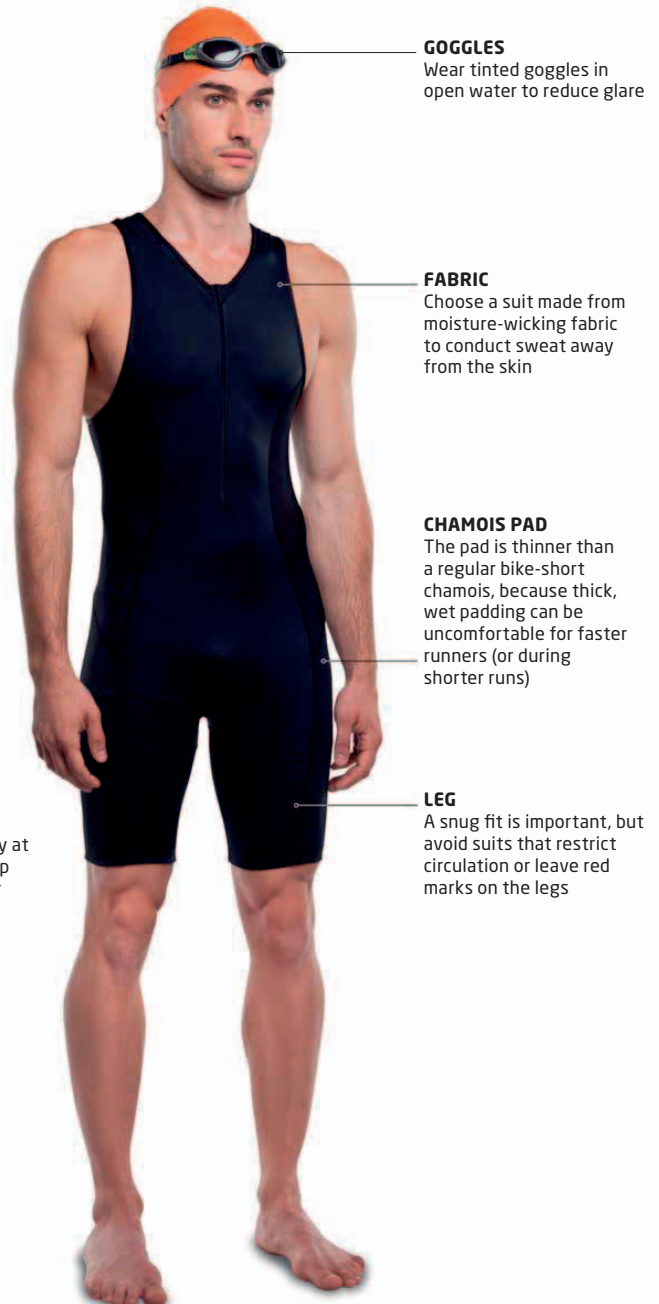 GOGGLES
Wear tinted goggles in
open water to reduce glare
FABRIC
Choose a suit made from
moisture-wicking fabric
to conduct sweat away
from the skin
CHAMOIS PAD
The pad is thinner than
a regular bike-short
chamois, because thick,
wet padding can be
uncomfortable for faster
runners (or during
shorter runs)
LEG
A snug fit is important, but
avoid suits that restrict
circulation or leave red
marks on the legs
at